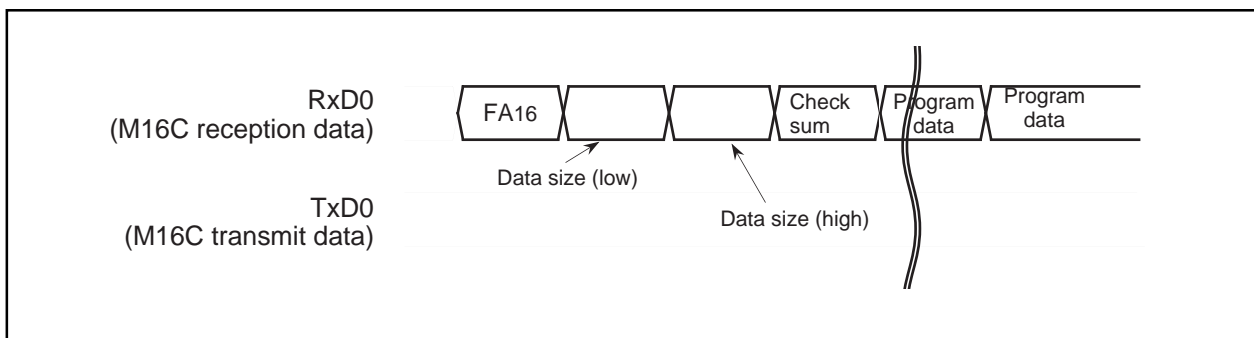 RxD0
(M16C reception data)
FA16
Check
sum
Program
data
Program
data
Data size (low)
Data size (high)
TxD0
(M16C transmit data)